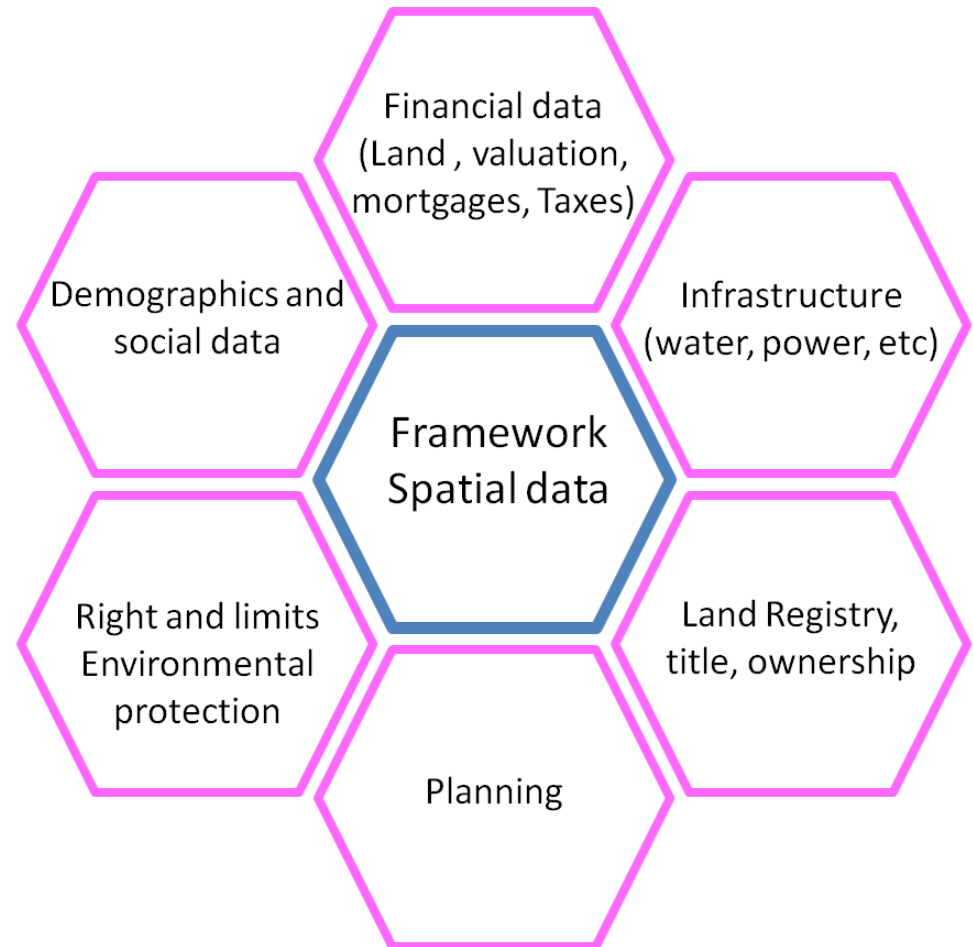 Financial data
(Land , valuation,
mortgages, Taxes)
Demographics and
social data
Infrastructure
(water, power, etc)
Framework
Spatial data
Right and limits
Environmental
protection
Land Registry,
title, ownership
Planning